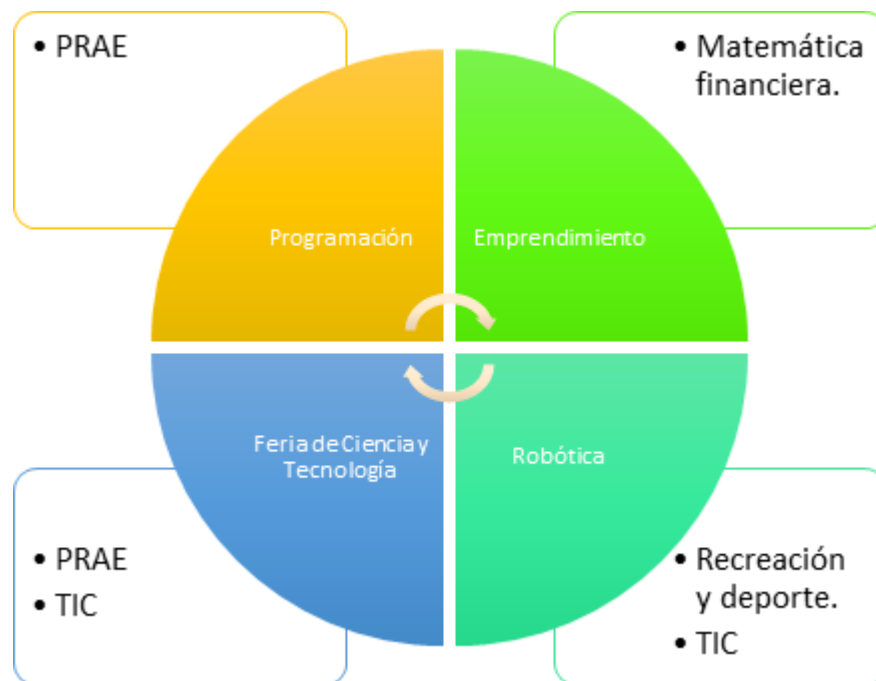 • PRAE
• Matemática
financiera.
Programación
Emprendimiento
Feria de Ciencia y
Tecnología
Robótica
• PRAE
• TIC
• Recreación
y deporte.
• TIC